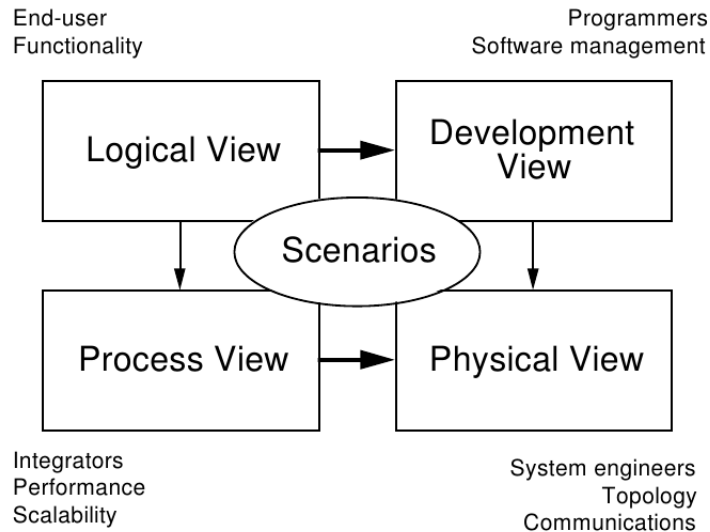 End-user
Functionality
Programmers
Software management
Logical View
Development
View
Scenarios
Process View
Physical View
Integrators
Performance
Scalability
System engineers
Topology
Communications